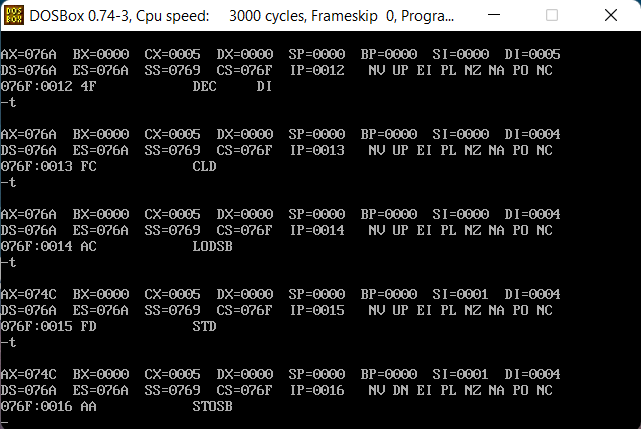 DOS
BOX
DOSBox 0.74-3, Cpu speed:    3000 cycles, Frameskip  0, Progra...
AX=076A  BX=0000  CX=0005  DX=0000  SP=0000  BP=0000  SI=0000  DI=0005
DS=076A  ES=076A  SS=0769  CS=076F  IP=0012   NV UP EI PL NZ NA PO NC
076F:0012 4F            DEC     DI
-t
AX=076A  BX=0000  CX=0005  DX=0000  SP=0000  BP=0000  SI=0000  DI=0004
DS=076A  ES=076A  SS=0769  CS=076F  IP=0013   NV UP EI PL NZ NA PO NC
076F:0013 FC            CLD
-t
AX=076A  BX=0000  CX=0005  DX=0000  SP=0000  BP=0000  SI=0000  DI=0004
DS=076A  ES=076A  SS=0769  CS=076F  IP=0014   NV UP EI PL NZ NA PO NC
076F:0014 AC            LODSB
-t
AX=074C  BX=0000  CX=0005  DX=0000  SP=0000  BP=0000  SI=0001  DI=0004
DS=076A  ES=076A  SS=0769  CS=076F  IP=0015   NV UP EI PL NZ NA PO NC
076F:0015 FD            STD
-t
AX=074C  BX=0000  CX=0005  DX=0000  SP=0000  BP=0000  SI=0001  DI=0004
DS=076A  ES=076A  SS=0769  CS=076F  IP=0016   NV DN EI PL NZ NA PO NC
076F:0016 AA            STOSB
-